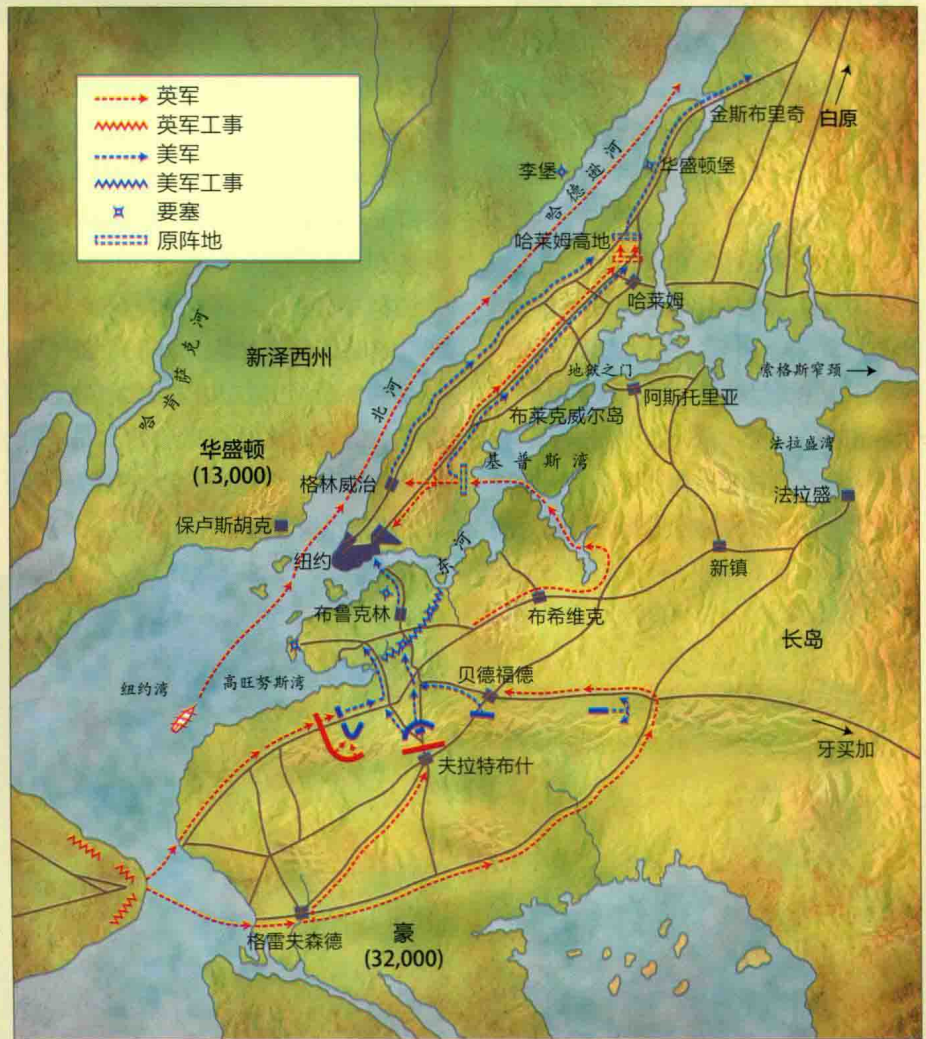 英军
英军工事
美军
美军工事
要塞
原阵地
金斯布里奇
白原
李堡
华盛顿堡
哈德逊河
哈莱姆高地
哈莱姆
哈肯萨克河
新泽西州
北河
地狱之门
索格斯窄颈
阿斯托里亚
布莱克威尔岛
法拉盛湾
华盛顿
(13,000)
基普斯湾
格林威治
法拉盛
保卢斯胡克
纽约
东河
新镇
布鲁克林
布希维克
长岛
贝德福德
纽约湾
高旺努斯湾
牙买加
夫拉特布什
格雷夫森德
豪
(32,000)